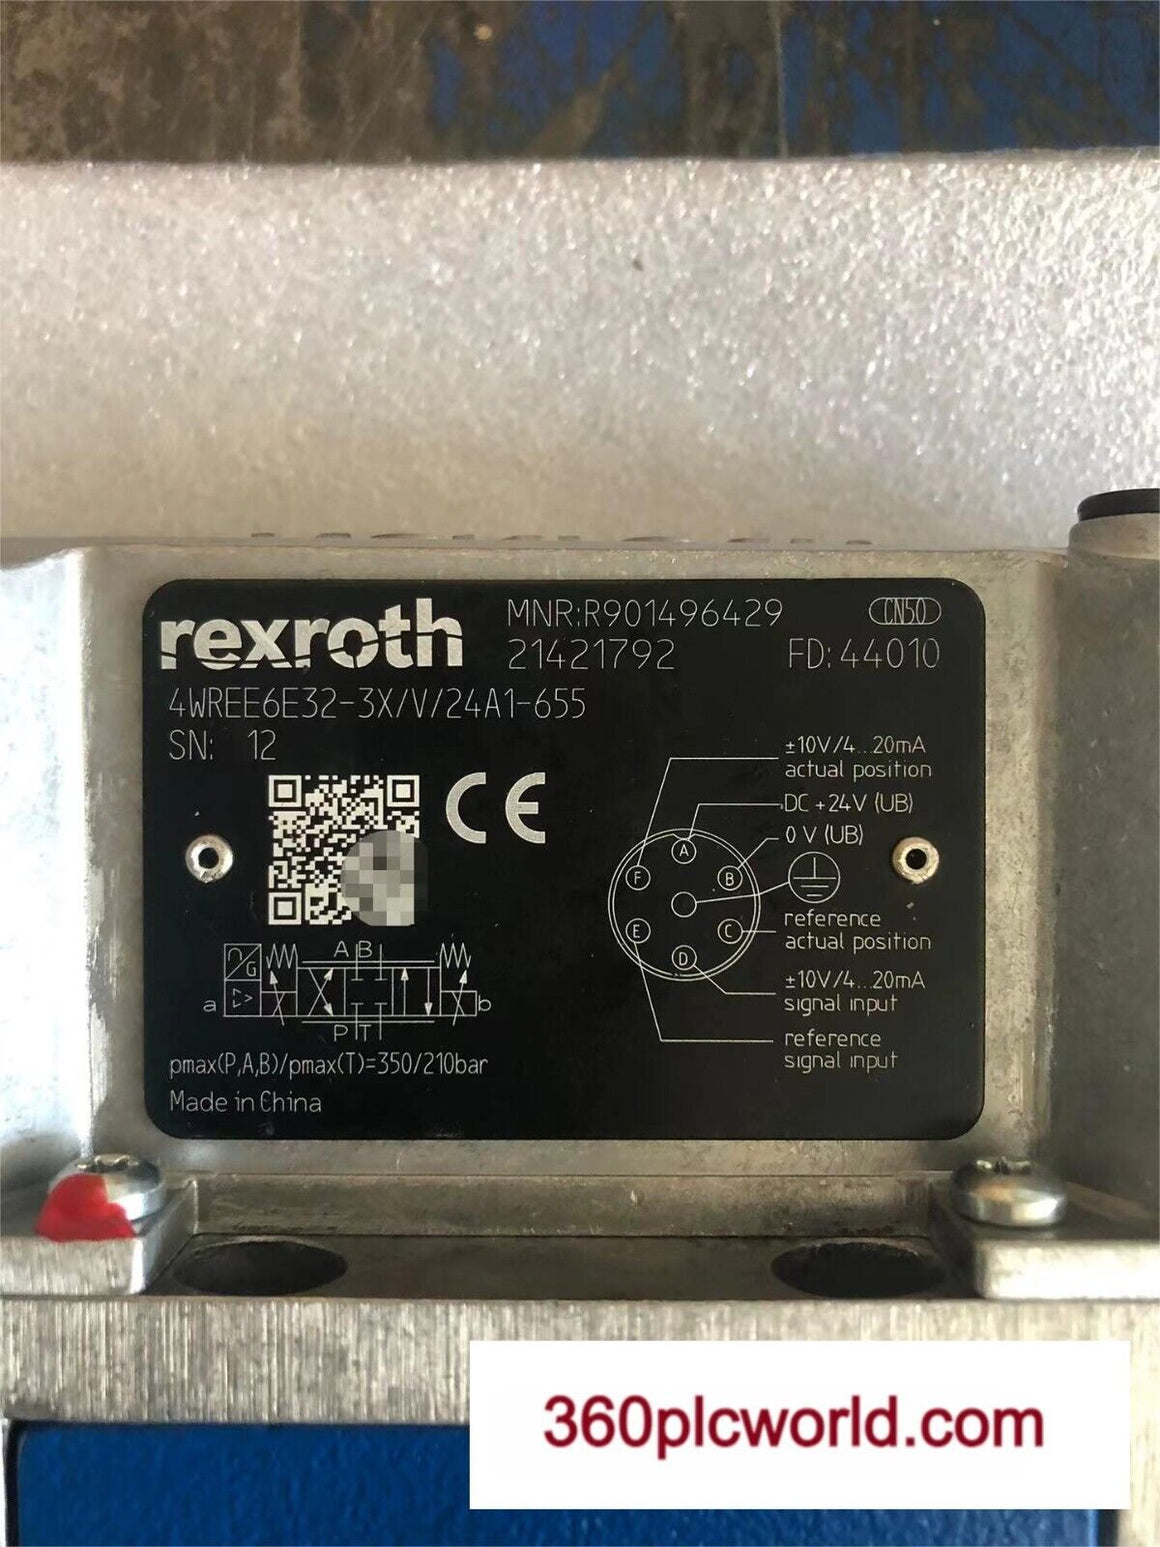 rexroth
MNR:R901496429
CN50
21421792
FD:44010
4WREE6E32-3X/V/24A1-655
SN: 12
CE
±10V/4...20mA
actual position
DC +24V (UB)
0 V (UB)
A
F
B
E
C
D
reference
actual position
±10V/4...20mA
signal input
reference
signal input
G
A B
a
b
P T
pmax(P,A,B)/pmax(T)=350/210bar
Made in China
360plcworld.com